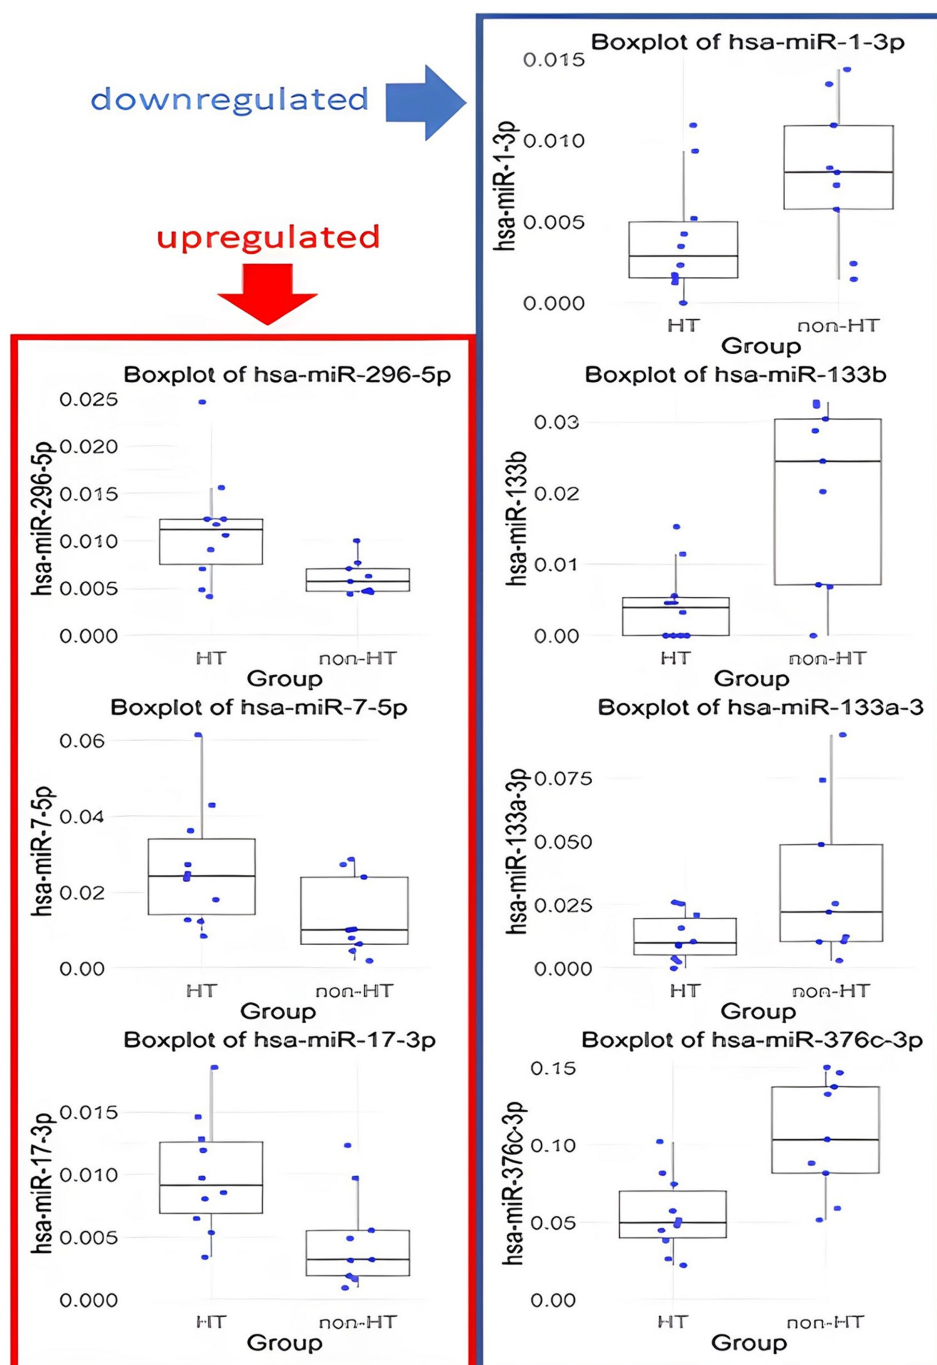 downregulated
upregulated
Boxplot of hsa-miR-1-3p
hsa-miR-1-3p
0.015
0.010
0.005
0.000
HT
non-HT
Group
Boxplot of hsa-miR-296-5p
hsa-miR-296-5p
0.025
0.020
0.015
0.010
0.005
0.000
HT
non-HT
Group
Boxplot of hsa-miR-133b
hsa-miR-133b
0.03
0.02
0.01
0.00
HT
non-HT
Group
Boxplot of hsa-miR-7-5p
hsa-miR-7-5p
0.06
0.04
0.02
0.00
HT
non-HT
Group
Boxplot of hsa-miR-133a-3
hsa-miR-133a-3p
0.075
0.050
0.025
0.000
HT
non-HT
Group
Boxplot of hsa-miR-17-3p
hsa-miR-17-3p
0.015
0.010
0.005
0.000
HT
non-HT
Group
Boxplot of hsa-miR-376c-3p
hsa-miR-376c-3p
0.15
0.10
0.05
0.00
HT
non-HT
Group